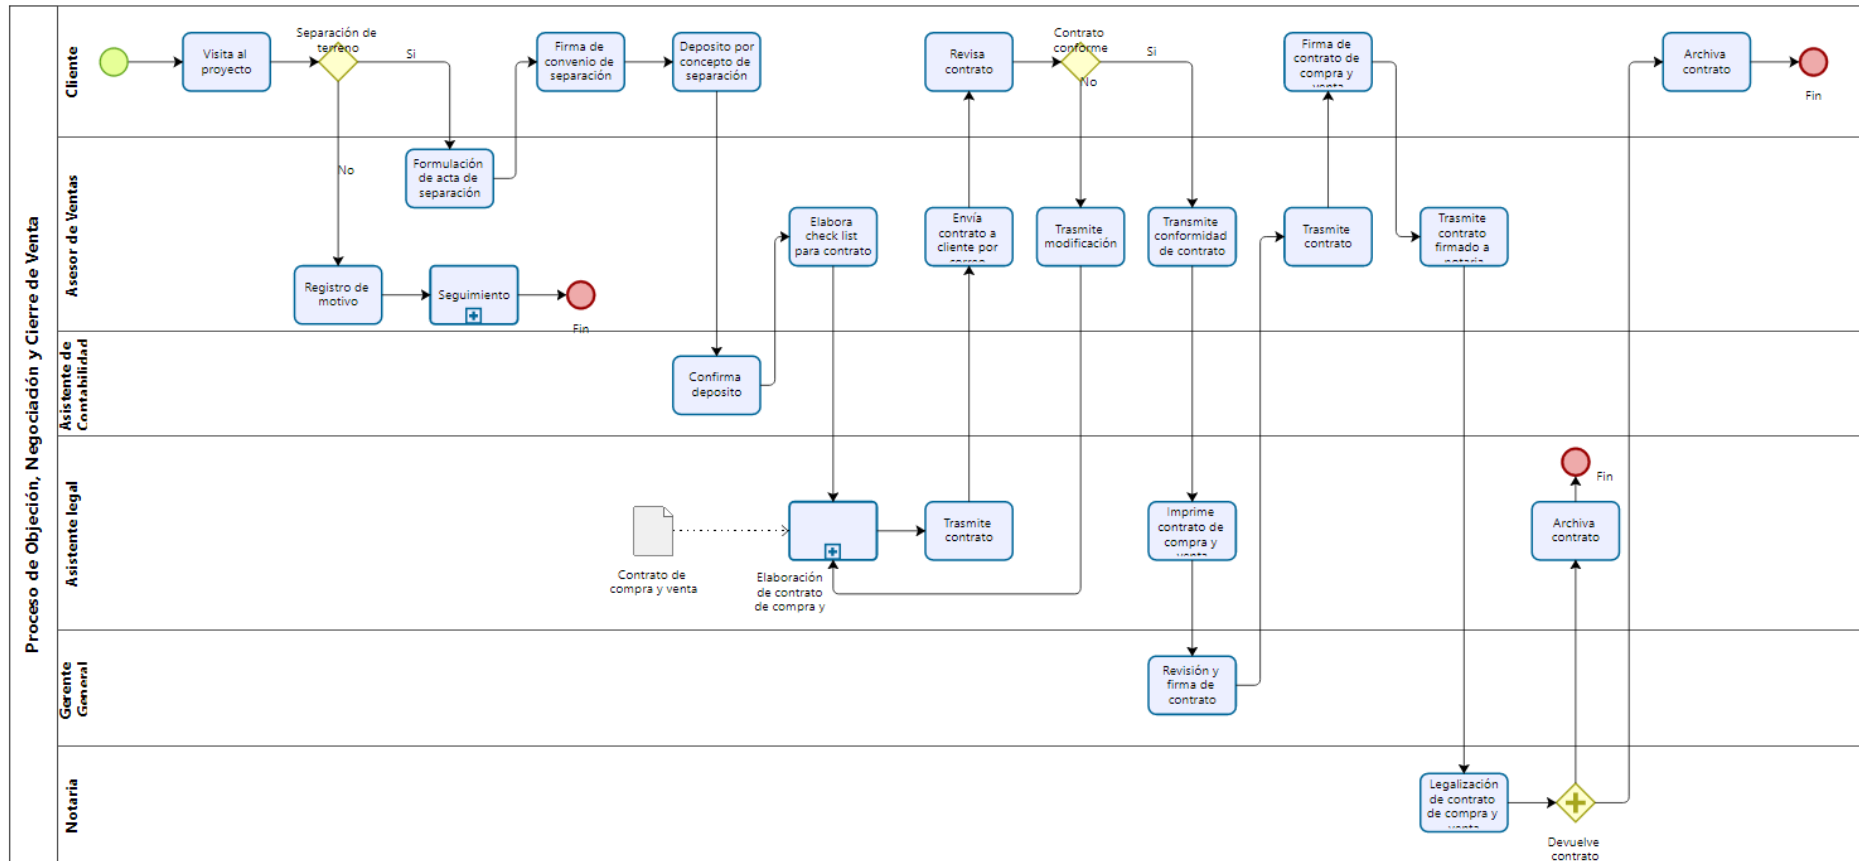 Proceso de Objeción, Negociación y Cierre de Venta
Cliente
Visita al
proyecto
Separación de
terreno
Si
No
Firma de
convenio de
separación
Deposito por
concepto de
separación
Revisa
contrato
Contrato
conforme
Si
No
Firma de
contrato de
compra y
venta
Archiva
contrato
Fin
Asesor de Ventas
Formulación
de acta de
separación
Registro de
motivo
Seguimiento
Fin
Elabora
check list
para contrato
Envía
contrato a
cliente por
correo
Trasmite
modificación
Transmite
conformidad
de contrato
Trasmite
contrato
Trasmite
contrato
firmado a
notaria
Asistente de
Contabilidad
Confirma
deposito
Asistente legal
Contrato de
compra y venta
Elaboración
de contrato
de compra y
Trasmite
contrato
Imprime
contrato de
compra y
venta
Archiva
contrato
Fin
Gerente
General
Revisión y
firma de
contrato
Notaria
Legalización
de contrato
de compra y
venta
Devuelve
contrato